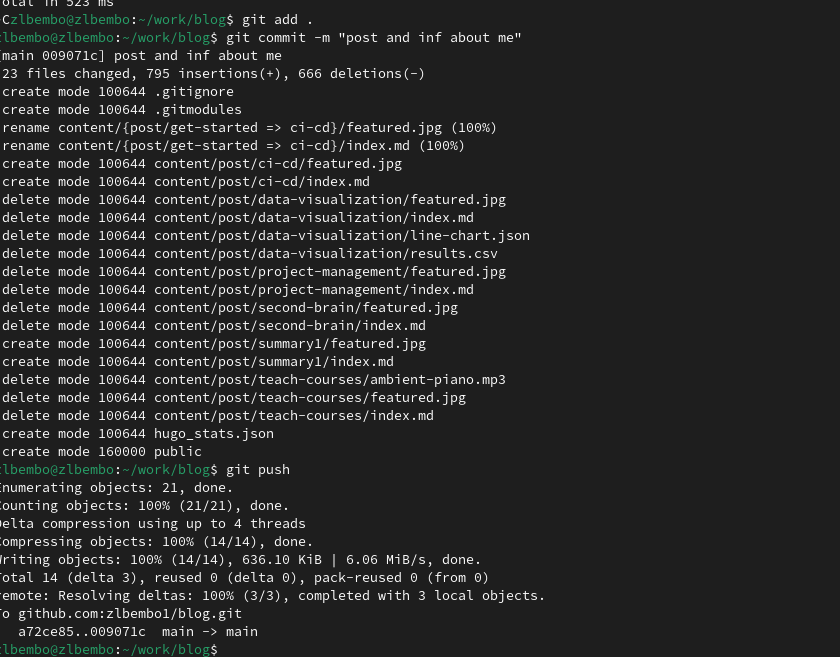 otal in 523 ms
Czlbembo@zlbembo:~/work/blog$ git add .
zlbembo@zlbembo:~/work/blog$ git commit -m "post and inf about me"
[main 009071c] post and inf about me
23 files changed, 795 insertions(+), 666 deletions(-)
create mode 100644 .gitignore
create mode 100644 .gitmodules
rename content/{post/get-started => ci-cd}/featured.jpg (100%)
rename content/{post/get-started => ci-cd}/index.md (100%)
create mode 100644 content/post/ci-cd/featured.jpg
create mode 100644 content/post/ci-cd/index.md
delete mode 100644 content/post/data-visualization/featured.jpg
delete mode 100644 content/post/data-visualization/index.md
delete mode 100644 content/post/data-visualization/line-chart.json
delete mode 100644 content/post/data-visualization/results.csv
delete mode 100644 content/post/project-management/featured.jpg
delete mode 100644 content/post/project-management/index.md
delete mode 100644 content/post/second-brain/featured.jpg
delete mode 100644 content/post/second-brain/index.md
create mode 100644 content/post/summary1/featured.jpg
create mode 100644 content/post/summary1/index.md
delete mode 100644 content/post/teach-courses/ambient-piano.mp3
delete mode 100644 content/post/teach-courses/featured.jpg
delete mode 100644 content/post/teach-courses/index.md
create mode 100644 hugo_stats.json
create mode 160000 public
zlbembo@zlbembo:~/work/blog$ git push
Enumerating objects: 21, done.
Counting objects: 100% (21/21), done.
Delta compression using up to 4 threads
Compressing objects: 100% (14/14), done.
Writing objects: 100% (14/14), 636.10 KiB | 6.06 MiB/s, done.
Total 14 (delta 3), reused 0 (delta 0), pack-reused 0 (from 0)
remote: Resolving deltas: 100% (3/3), completed with 3 local objects.
To github.com:zlbembo1/blog.git
a72ce85..009071c  main -> main
zlbembo@zlbembo:~/work/blog$